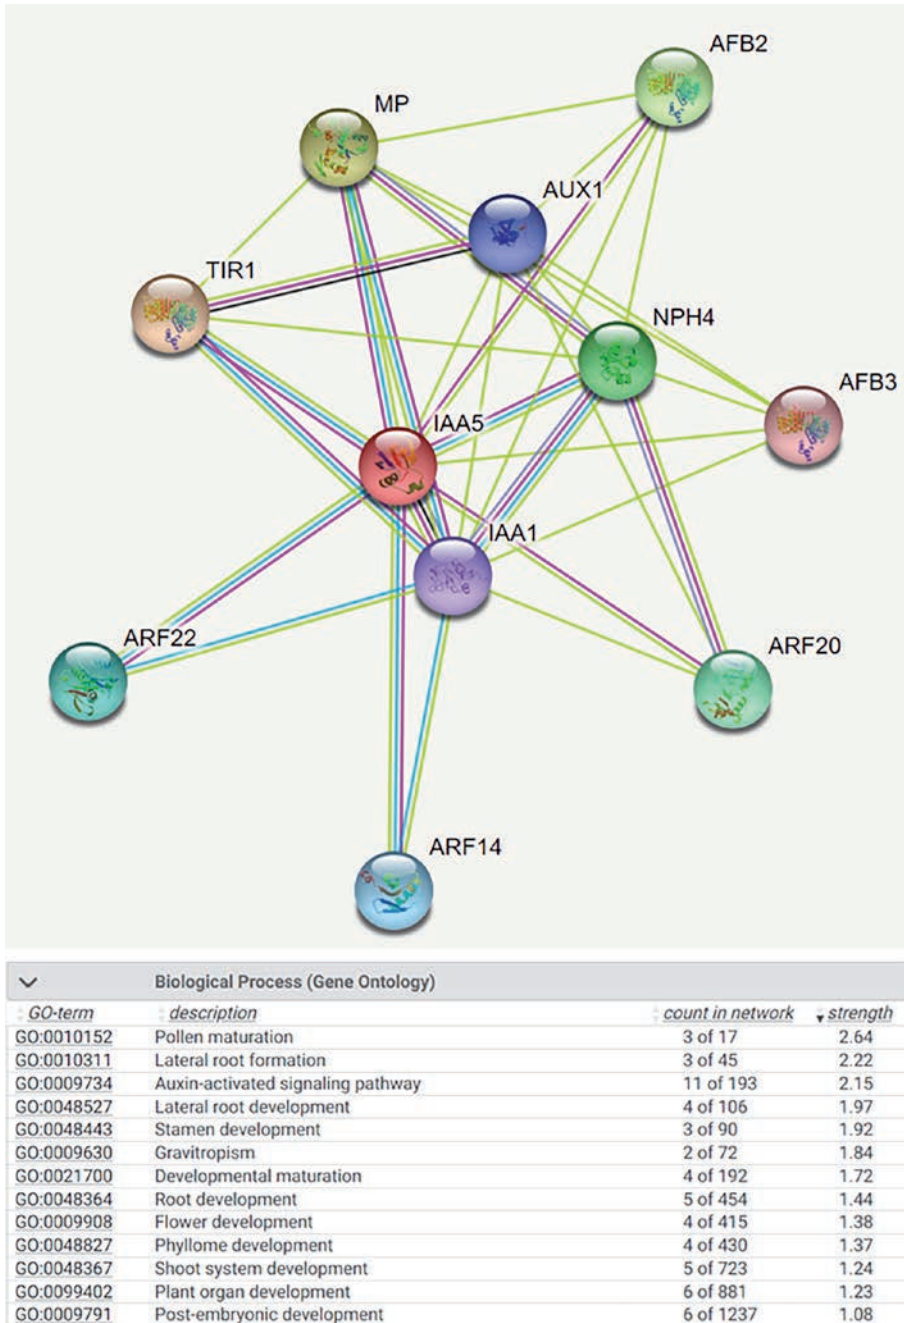 AFB2
MP
AUX1
TIR1
NPH4
AFB3
IAA5
IAA1
ARF22
ARF20
ARF14
Biological Process (Gene Ontology)
GO-term description count in network strength
GO:0010152 Pollen maturation 3 of 17 2.64
GO:0010311 Lateral root formation 3 of 45 2.22
GO:0009734 Auxin-activated signaling pathway 11 of 193 2.15
GO:0048527 Lateral root development 4 of 106 1.97
GO:0048443 Stamen development 3 of 90 1.92
GO:0009630 Gravitropism 2 of 72 1.84
GO:0021700 Developmental maturation 4 of 192 1.72
GO:0048364 Root development 5 of 454 1.44
GO:0009908 Flower development 4 of 415 1.38
GO:0048827 Phyllome development 4 of 430 1.37
GO:0048367 Shoot system development 5 of 723 1.24
GO:0099402 Plant organ development 6 of 881 1.23
GO:0009791 Post-embryonic development 6 of 1237 1.08